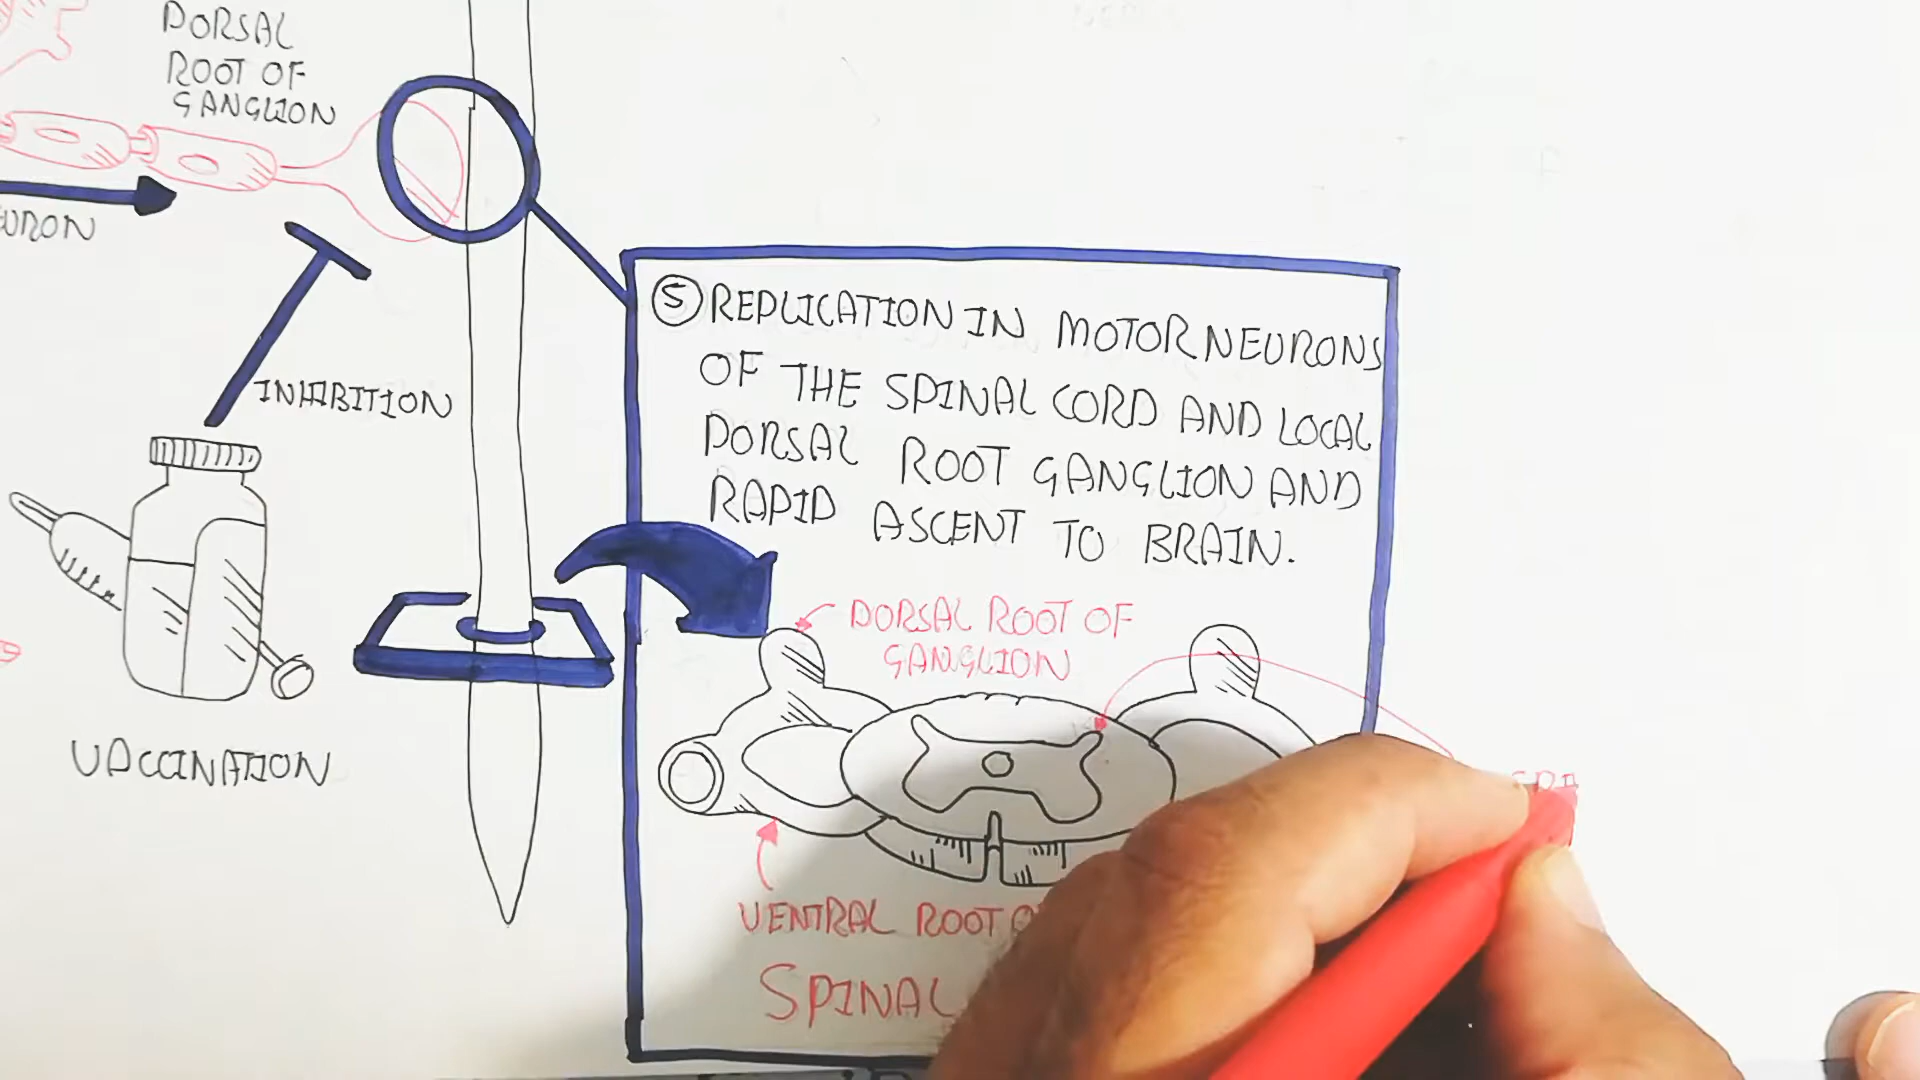 DORSAL
ROOT OF
GANGLION
INHIBITION
VACCINATION
⑤ REPLICATION IN MOTOR NEURONS
OF THE SPINAL CORD AND LOCAL
DORSAL ROOT GANGLION AND
RAPID ASCENT TO BRAIN.
DORSAL ROOT OF
GANGLION
VENTRAL ROOT
SPINAL